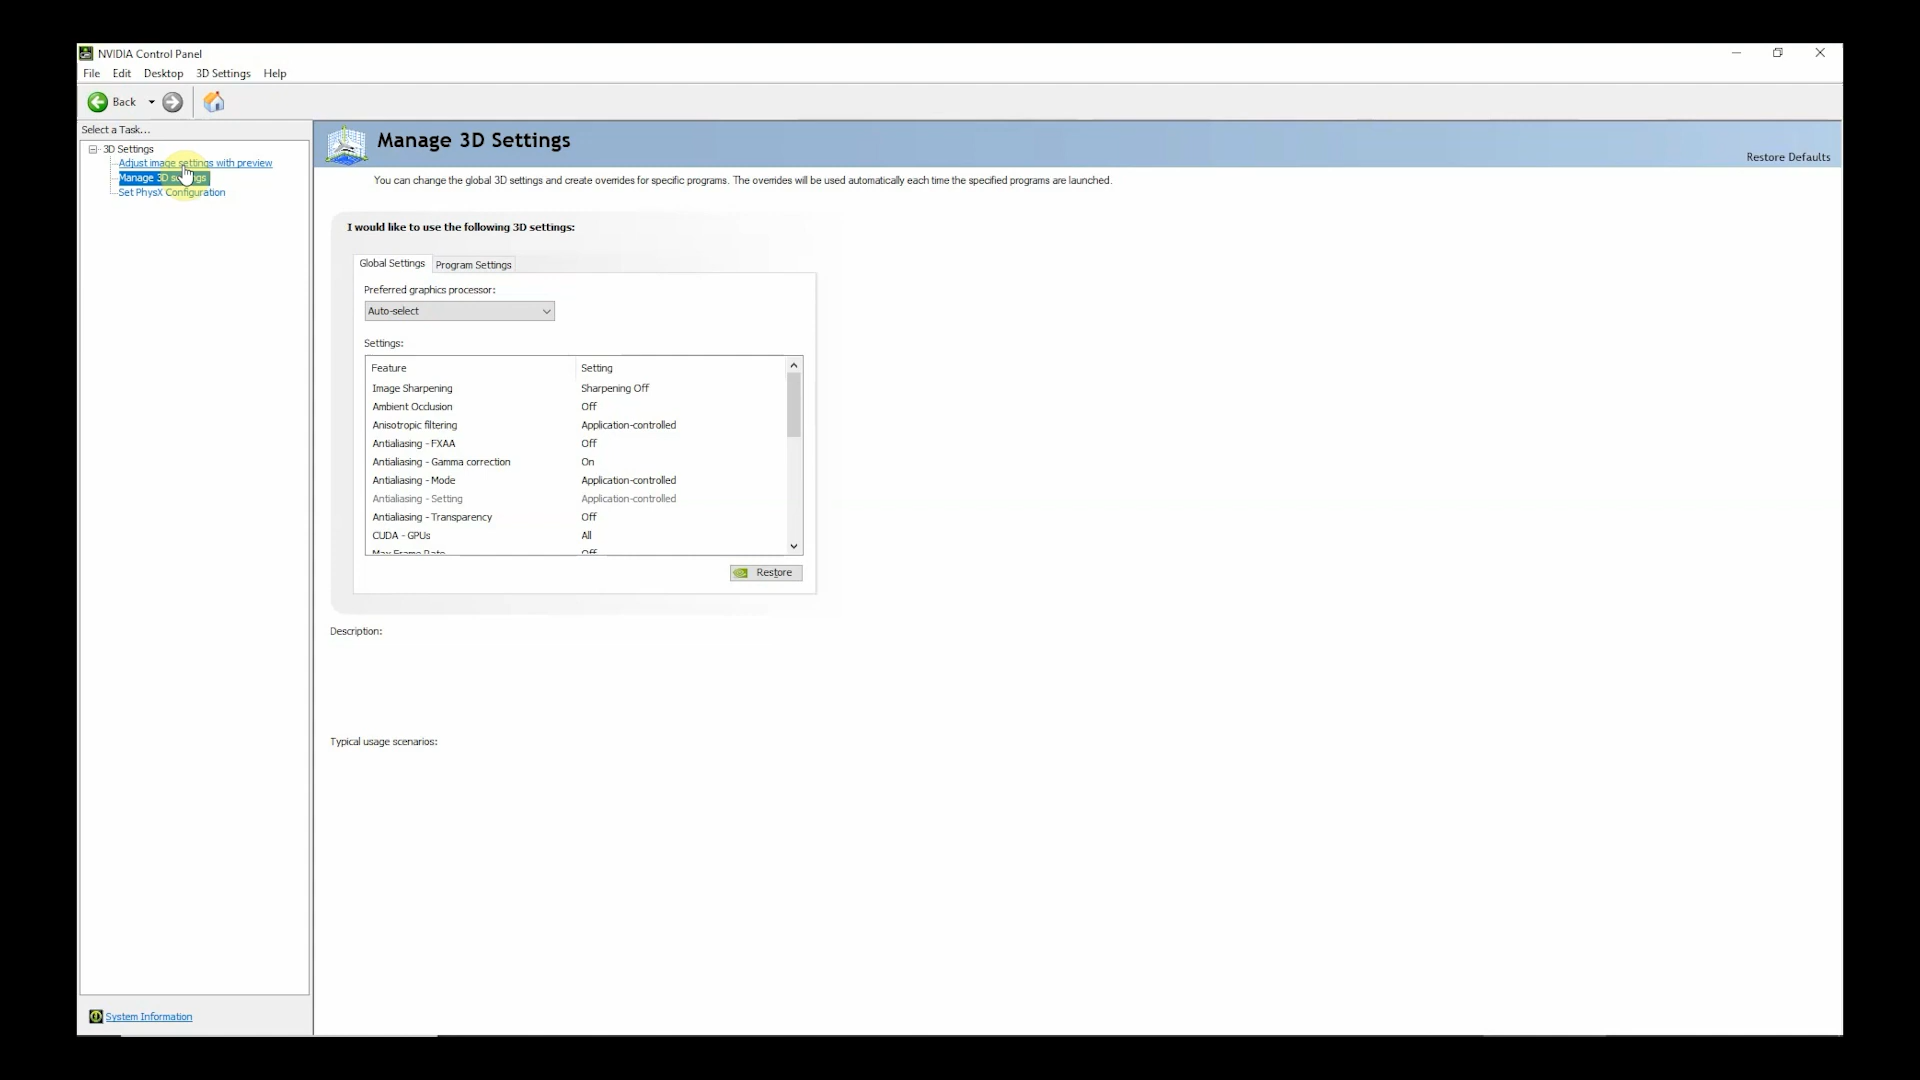 NVIDIA Control Panel
File Edit Desktop 3D Settings Help
Back
Select a Task...
3D Settings
Adjust image settings with preview
Manage 3D settings
Set PhysX Configuration
System Information
Manage 3D Settings
Restore Defaults
You can change the global 3D settings and create overrides for specific programs. The overrides will be used automatically each time the specified programs are launched.
I would like to use the following 3D settings:
Global Settings Program Settings
Preferred graphics processor:
Auto-select
Settings:
Feature Setting
Image Sharpening Sharpening Off
Ambient Occlusion Off
Anisotropic filtering Application-controlled
Antialiasing - FXAA Off
Antialiasing - Gamma correction On
Antialiasing - Mode Application-controlled
Antialiasing - Setting Application-controlled
Antialiasing - Transparency Off
CUDA - GPUs All
Max Frame Rate Off
Restore
Description:
Typical usage scenarios: